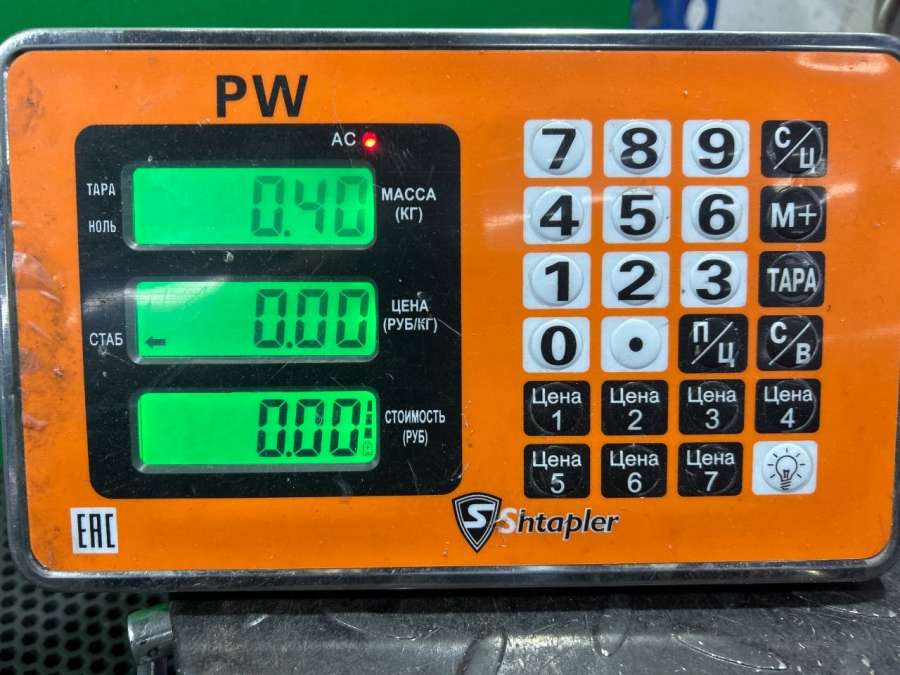 PW
AC
ТАРА
НОЛЬ
0.40
МАССА
(КГ)
СТАБ
0.00
ЦЕНА
(РУБ/КГ)
0.00
СТОИМОСТЬ
(РУБ)
7 8 9 С/Ц
4 5 6 М+
1 2 3 ТАРА
0 . П/Ц С/В
Цена 1 Цена 2 Цена 3 Цена 4
Цена 5 Цена 6 Цена 7
EAC
S Shtapler